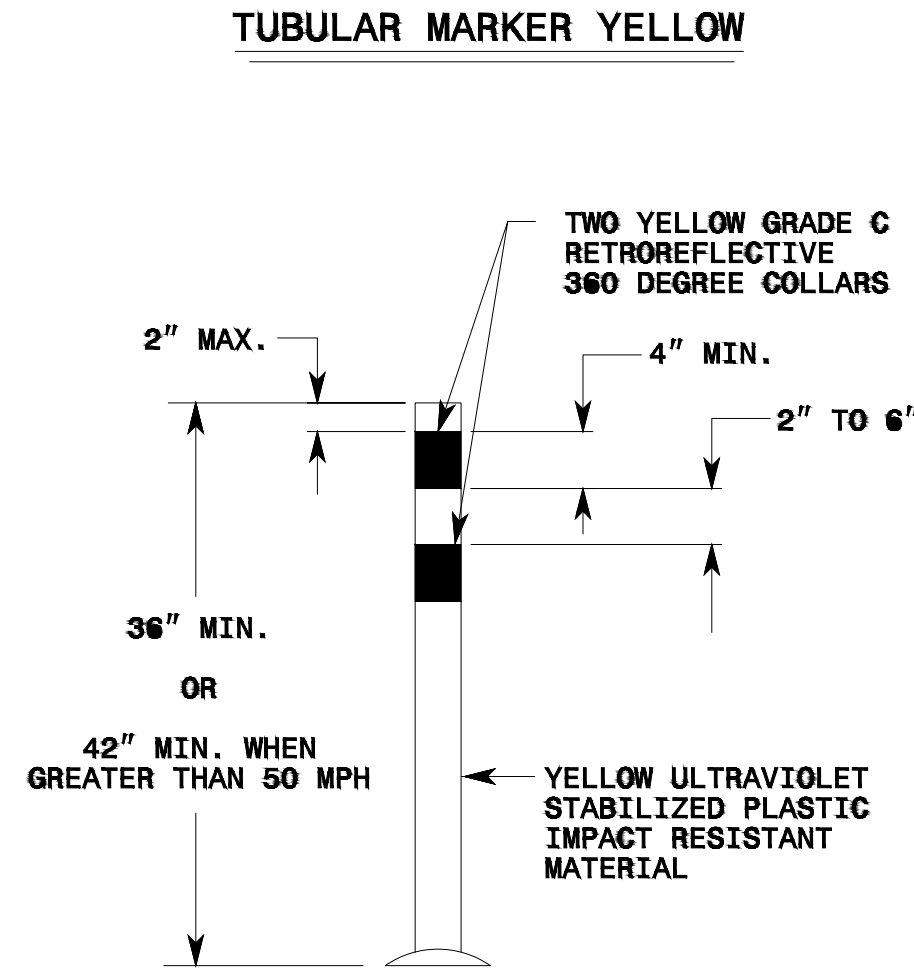 TUBULAR MARKER YELLOW
TWO YELLOW GRADE C
RETROREFLECTIVE
360 DEGREE COLLARS
2" MAX.
4" MIN.
2" TO 6"
36" MIN.
OR
42" MIN. WHEN
GREATER THAN 50 MPH
YELLOW ULTRAVIOLET
STABILIZED PLASTIC
IMPACT RESISTANT
MATERIAL